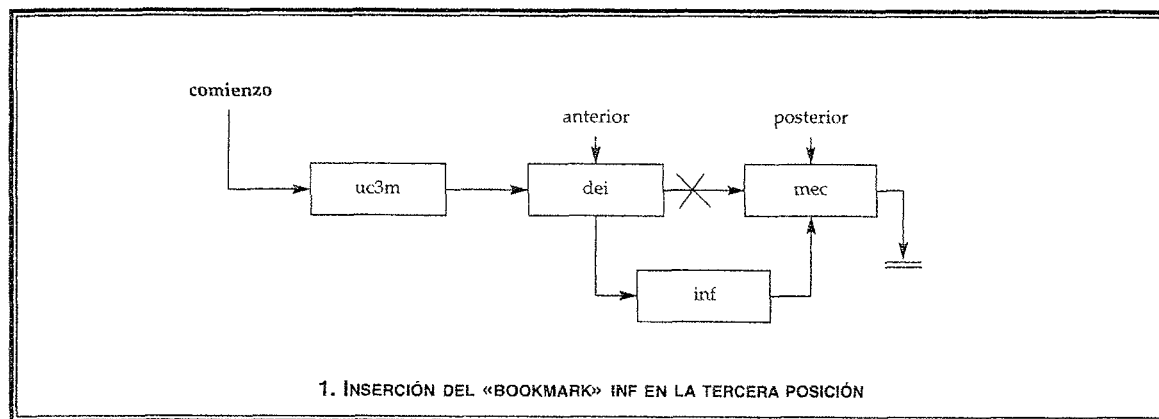 comienzo
anterior
posterior
uc3m
dei
mec
inf
1. INSERCIÓN DEL «BOOKMARK» INF EN LA TERCERA POSICIÓN